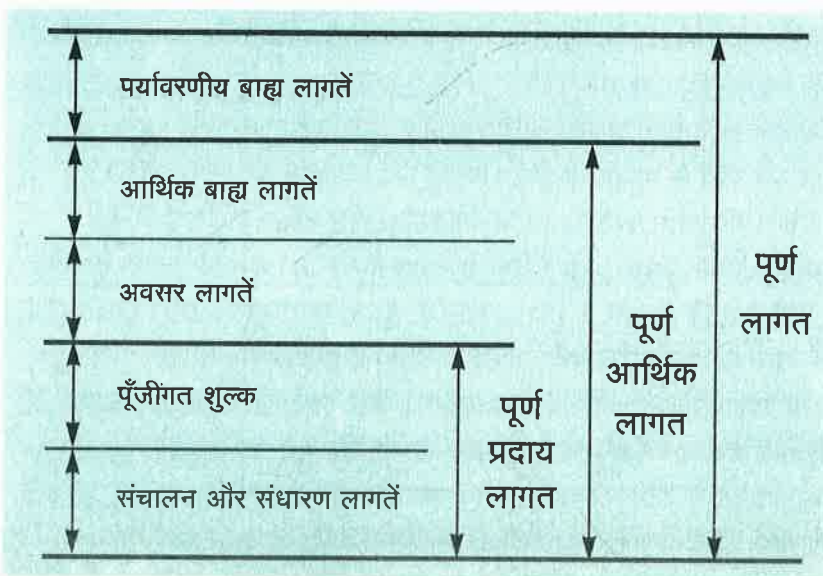 पर्यावरणीय बाह्य लागतें
आर्थिक बाह्य लागतें
अवसर लागतें
पूँजींगत शुल्क
संचालन और संधारण लागतें
पूर्ण
प्रदाय
लागत
पूर्ण
आर्थिक
लागत
पूर्ण
लागत